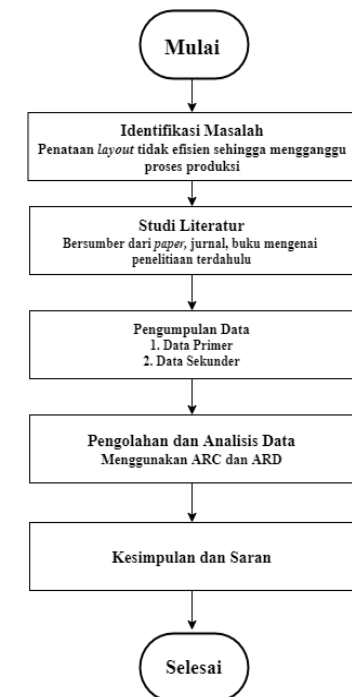 Mulai
Identifikasi Masalah
Penataan layout tidak efisien sehingga mengganggu
proses produksi
Studi Literatur
Bersumber dari paper, jurnal, buku mengenai
penelitiaan terdahulu
Pengumpulan Data
1. Data Primer
2. Data Sekunder
Pengolahan dan Analisis Data
Menggunakan ARC dan ARD
Kesimpulan dan Saran
Selesai